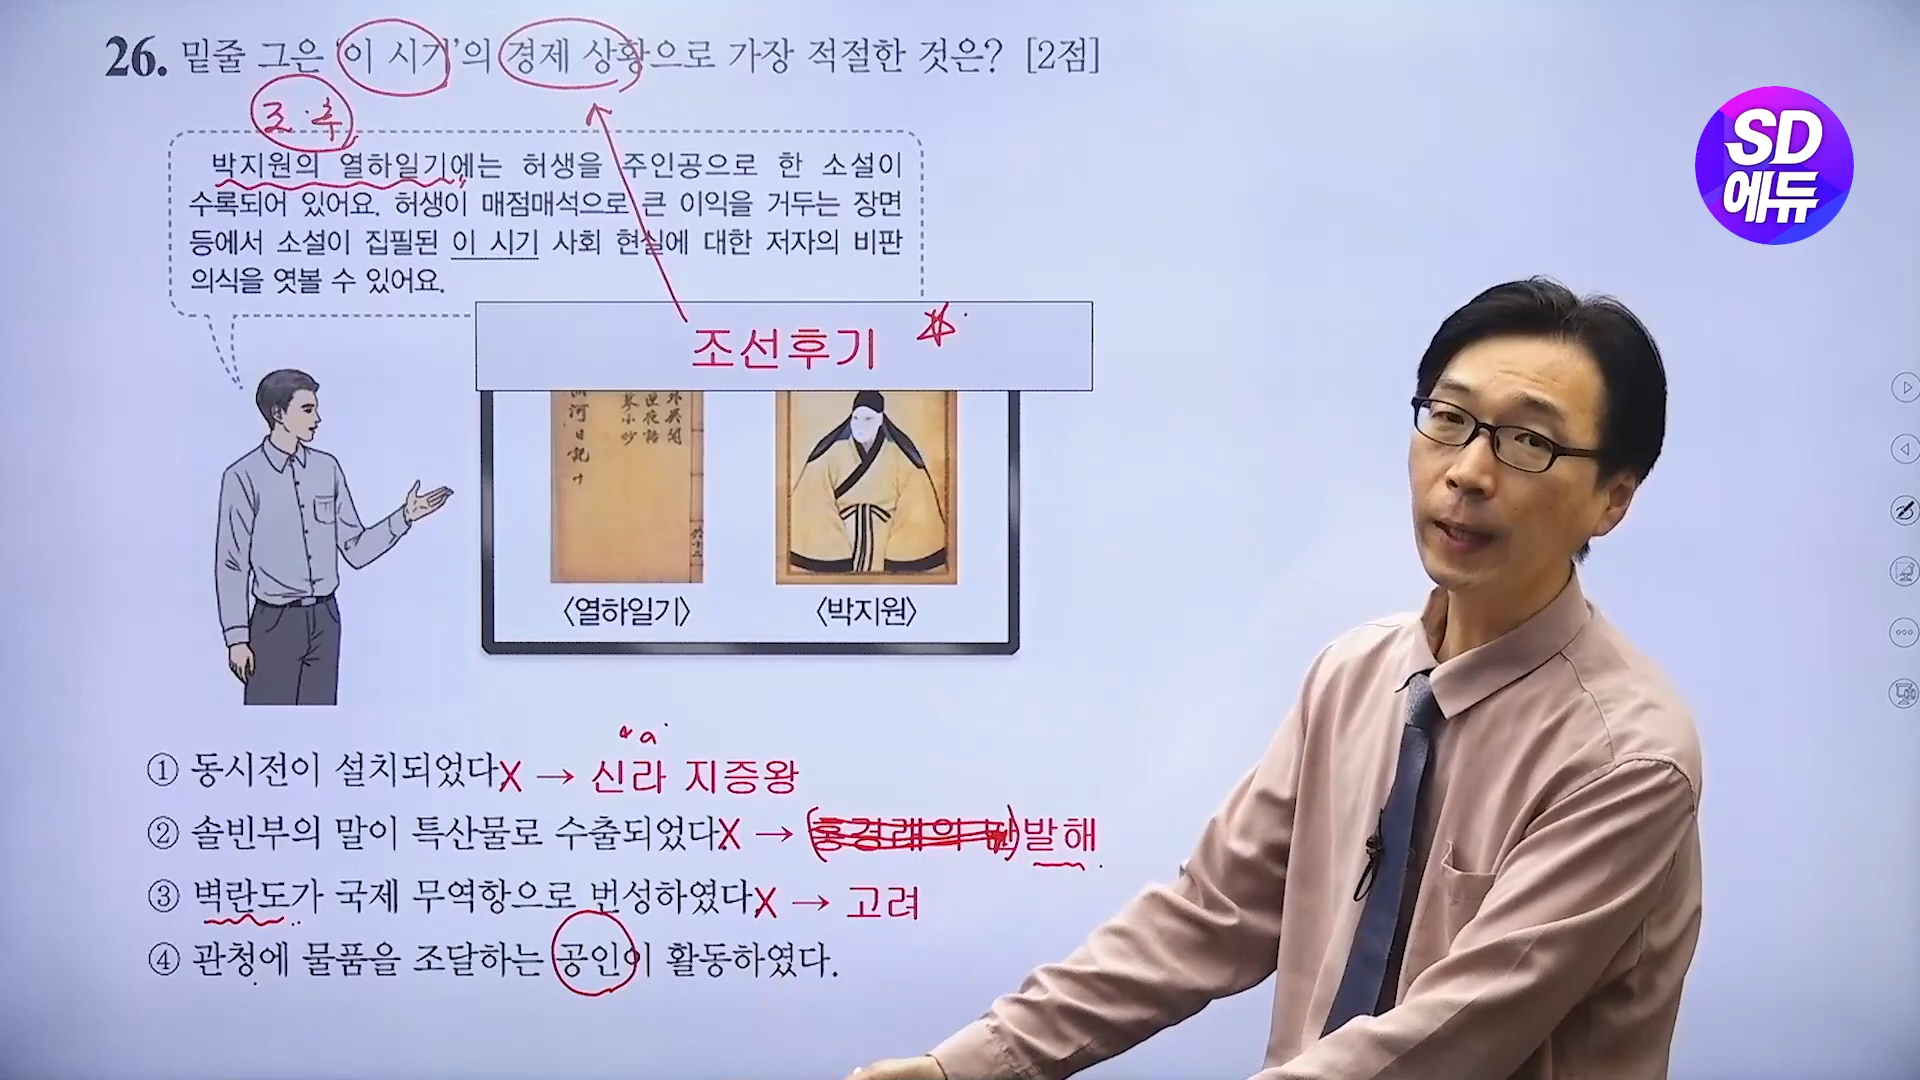 26. 밑줄 그은 '이 시기'의 경제 상황으로 가장 적절한 것은? [2점]
조·후
SD
에듀
박지원의 열하일기에는 허생을 주인공으로 한 소설이
수록되어 있어요. 허생이 매점매석으로 큰 이익을 거두는 장면
등에서 소설이 집필된 이 시기 사회 현실에 대한 저자의 비판
의식을 엿볼 수 있어요.
조선후기
河日記
〈열하일기〉
〈박지원〉
① 동시전이 설치되었다X → 신라 지증왕
② 솔빈부의 말이 특산물로 수출되었다.X → (홍경래의 난)발해
③ 벽란도가 국제 무역항으로 번성하였다X → 고려
④ 관청에 물품을 조달하는 공인이 활동하였다.